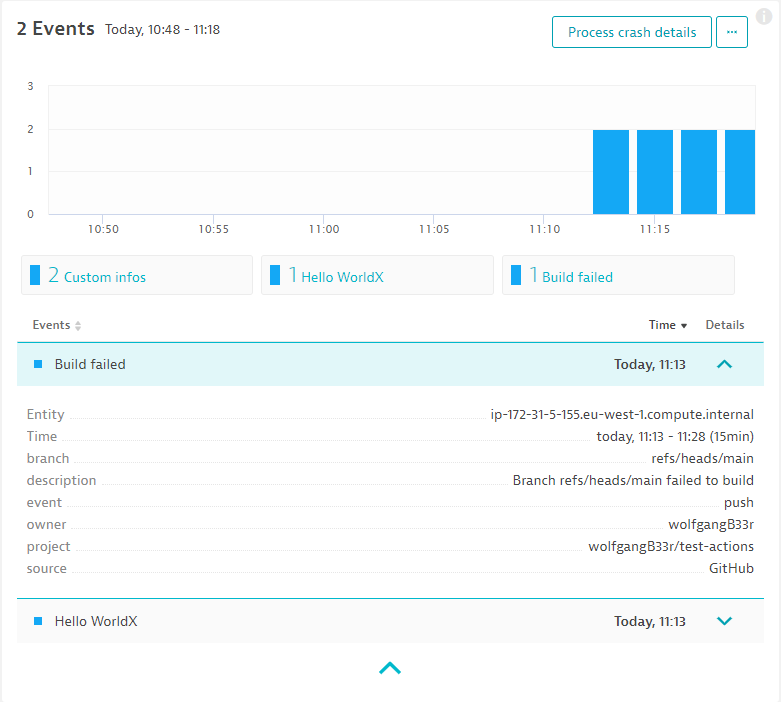 2 Events Today, 10:48 - 11:18
Process crash details
...
3
2
1
0
10:50 10:55 11:00 11:05 11:10 11:15
2 Custom infos
1 Hello WorldX
1 Build failed
Events Time Details
Build failed Today, 11:13
Entity ip-172-31-5-155.eu-west-1.compute.internal
Time today, 11:13 - 11:28 (15min)
branch refs/heads/main
description Branch refs/heads/main failed to build
event push
owner wolfgangB33r
project wolfgangB33r/test-actions
source GitHub
Hello WorldX Today, 11:13